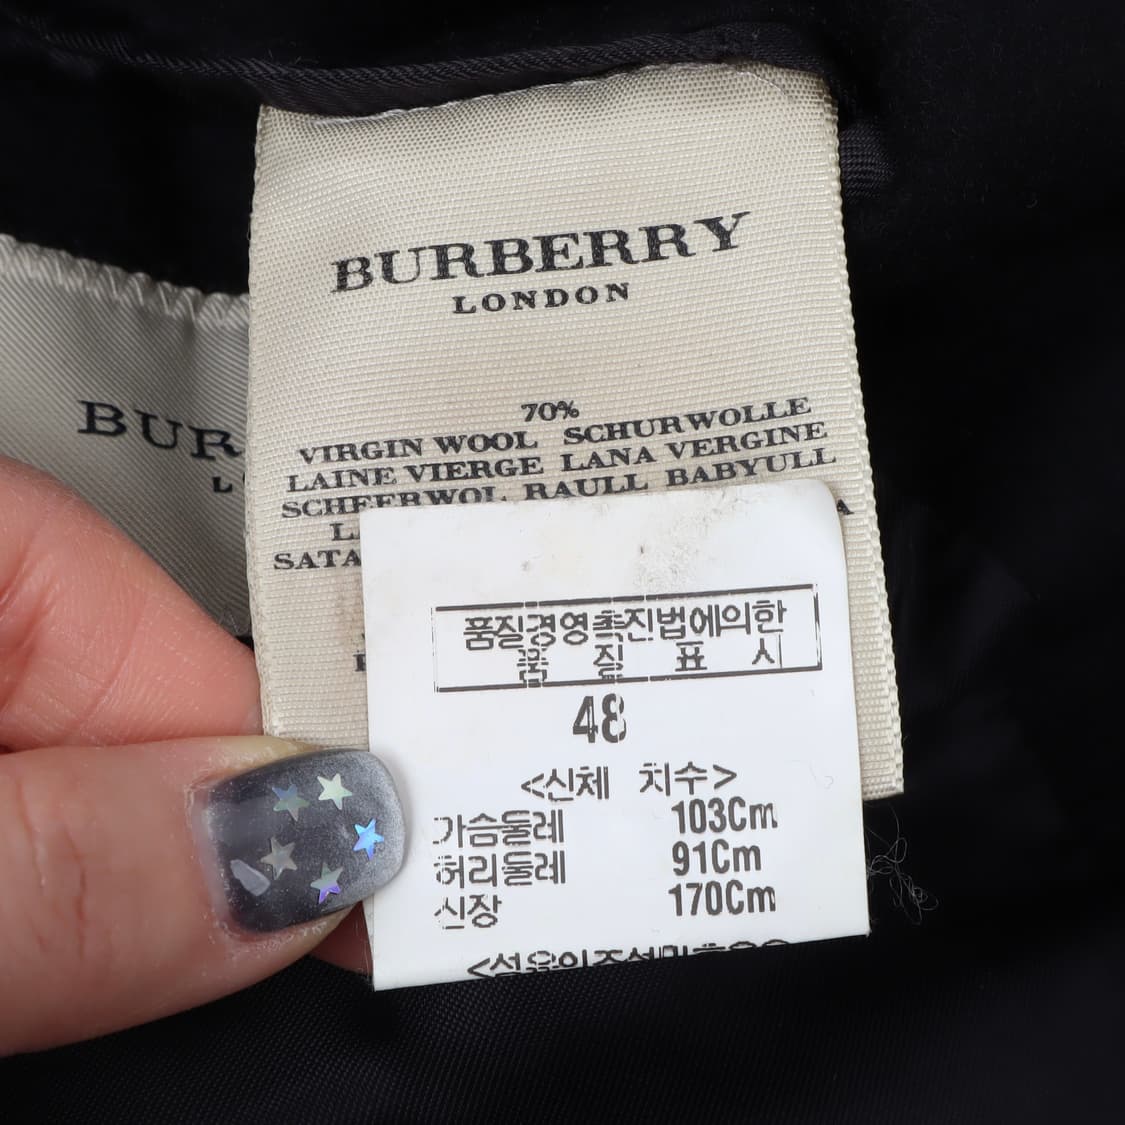 BURBERRY
LONDON
70%
VIRGIN WOOL SCHURWOLLE
LAINE VIERGE LANA VERGINE
SCHEERWOL RAULL BABYULL
SATA
BUR
품질경영촉진법에의한
품 질 표 시
48
<신체 치수>
가슴둘레 103Cm
허리둘레 91Cm
신장 170Cm